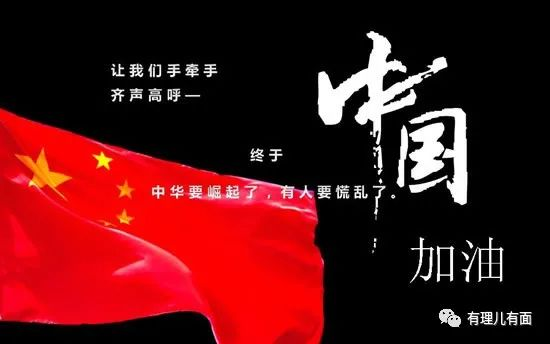 让我们手牵手
齐声高呼—
终于
中华要崛起了，有人要慌乱了。
中国
加油
有理儿有面